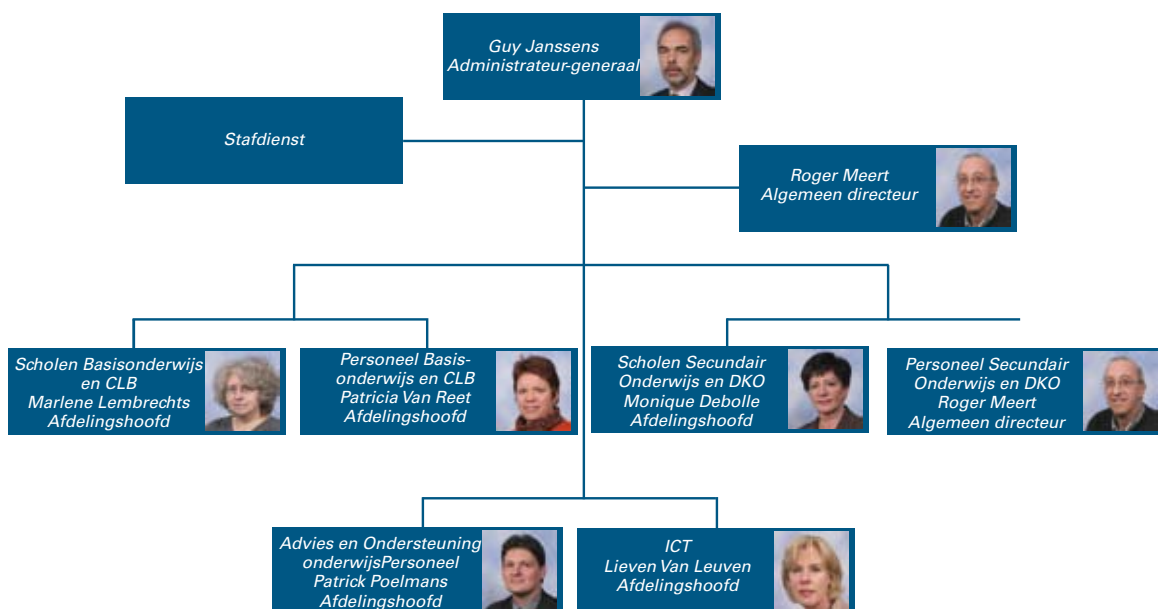 Guy Janssens
Administrateur-generaal
Stafdienst
Roger Meert
Algemeen directeur
Scholen Basisonderwijs
en CLB
Marlene Lembrechts
Afdelingshoofd
Personeel Basis-
onderwijs en CLB
Patricia Van Reet
Afdelingshoofd
Scholen Secundair
Onderwijs en DKO
Monique Debolle
Afdelingshoofd
Personeel Secundair
Onderwijs en DKO
Roger Meert
Algemeen directeur
Advies en Ondersteuning
onderwijsPersoneel
Patrick Poelmans
Afdelingshoofd
ICT
Lieven Van Leuven
Afdelingshoofd